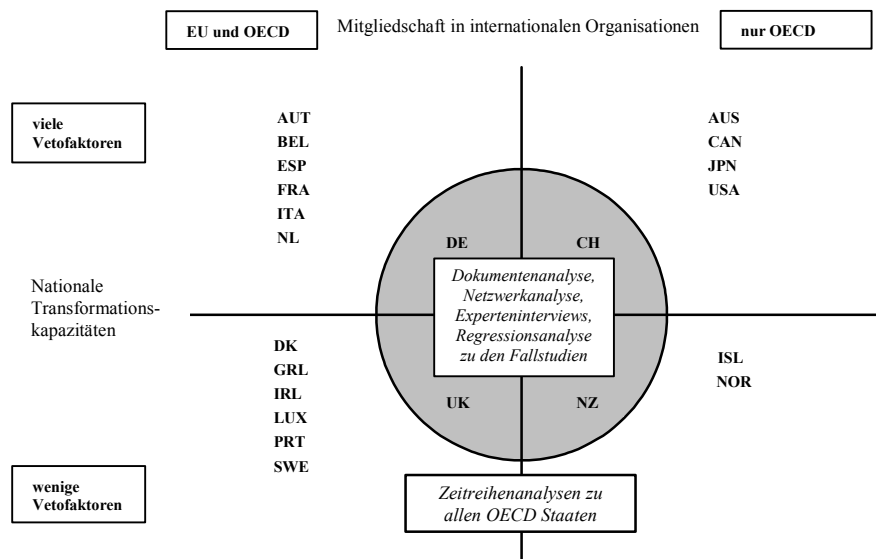 EU und OECD
Mitgliedschaft in internationalen Organisationen
nur OECD
viele
Vetofaktoren
AUT
BEL
ESP
FRA
ITA
NL
AUS
CAN
JPN
USA
DE
CH
Nationale
Transformations-
kapazitäten
Dokumentenanalyse,
Netzwerkanalyse,
Experteninterviews,
Regressionsanalyse
zu den Fallstudien
DK
GRL
IRL
LUX
PRT
SWE
ISL
NOR
UK
NZ
wenige
Vetofaktoren
Zeitreihenanalysen zu
allen OECD Staaten